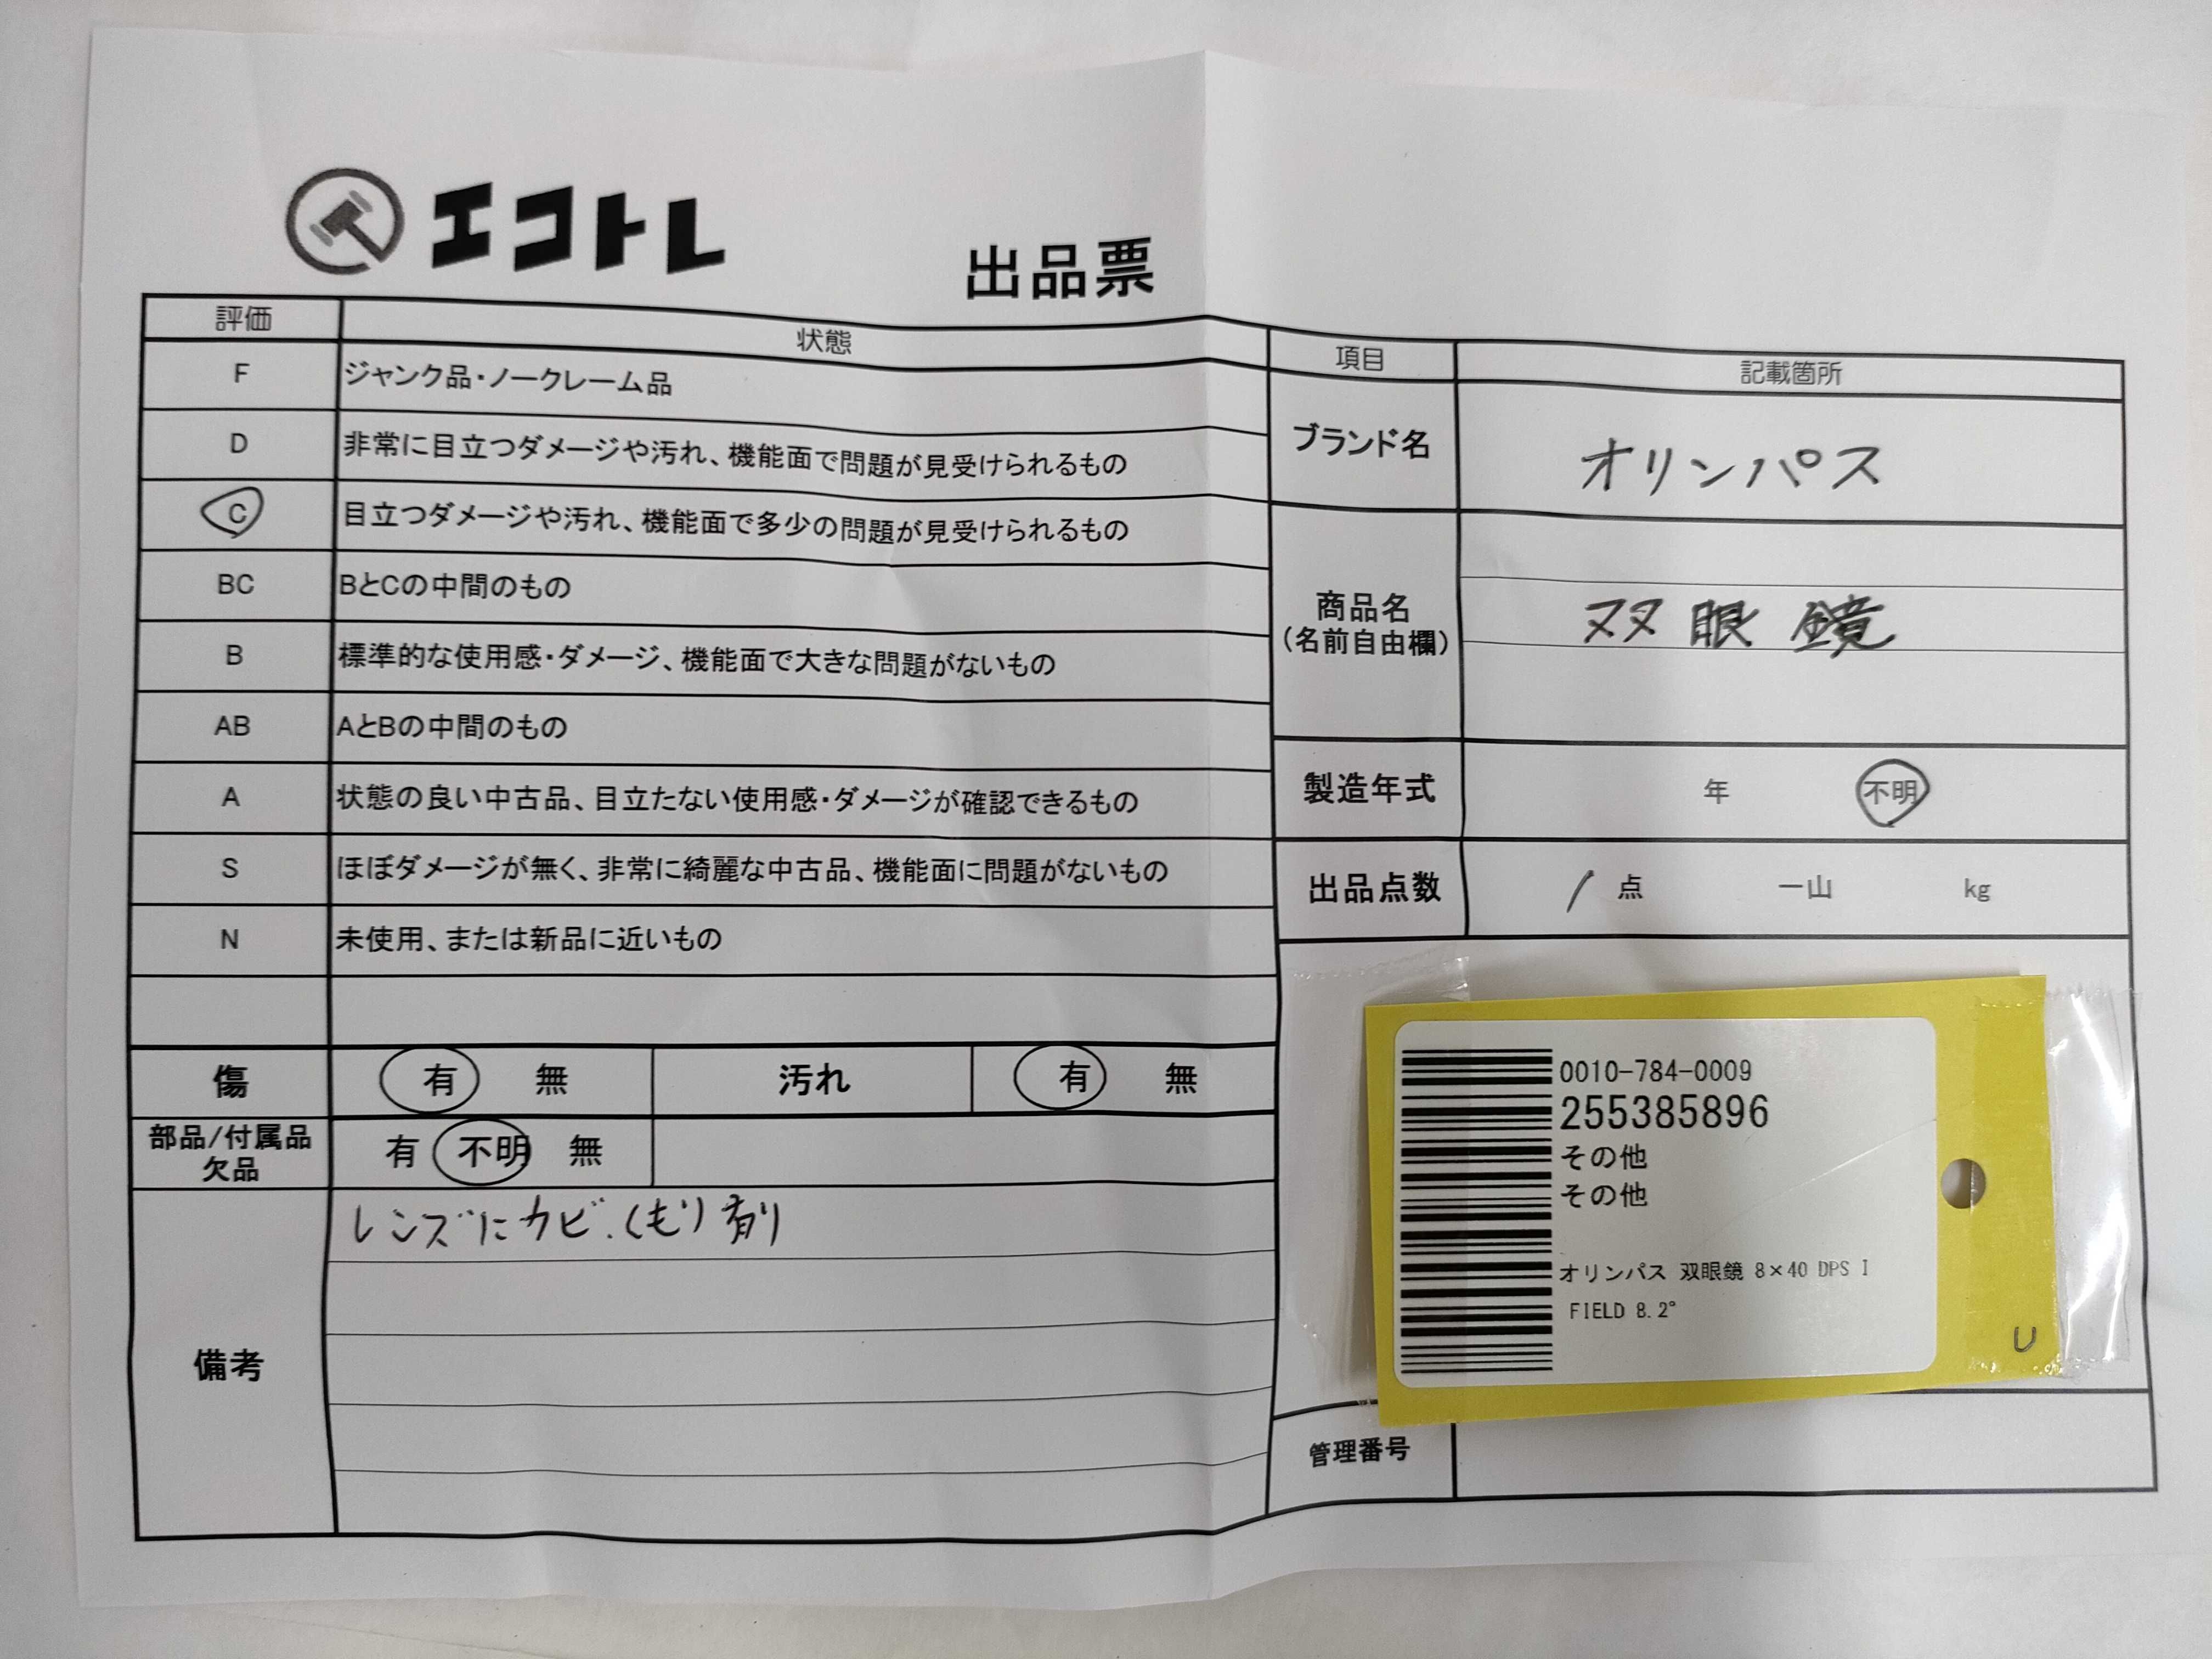 エコトレ
出品票
評価 状態
F ジャンク品・ノークレーム品
D 非常に目立つダメージや汚れ、機能面で問題が見受けられるもの
C 目立つダメージや汚れ、機能面で多少の問題が見受けられるもの
BC BとCの中間のもの
B 標準的な使用感・ダメージ、機能面で大きな問題がないもの
AB AとBの中間のもの
A 状態の良い中古品、目立たない使用感・ダメージが確認できるもの
S ほぼダメージが無く、非常に綺麗な中古品、機能面に問題がないもの
N 未使用、または新品に近いもの
傷 有 無 汚れ 有 無
部品/付属品
欠品 有 不明 無
備考
レンズにカビ.くもり有り
項目 記載箇所
ブランド名 オリンパス
商品名
(名前自由欄) 双眼鏡
製造年式 年 不明
出品点数 1 点 一山 kg
0010-784-0009
255385896
その他
その他
オリンパス 双眼鏡 8×40 DPS I
FIELD 8.2°
U
管理番号